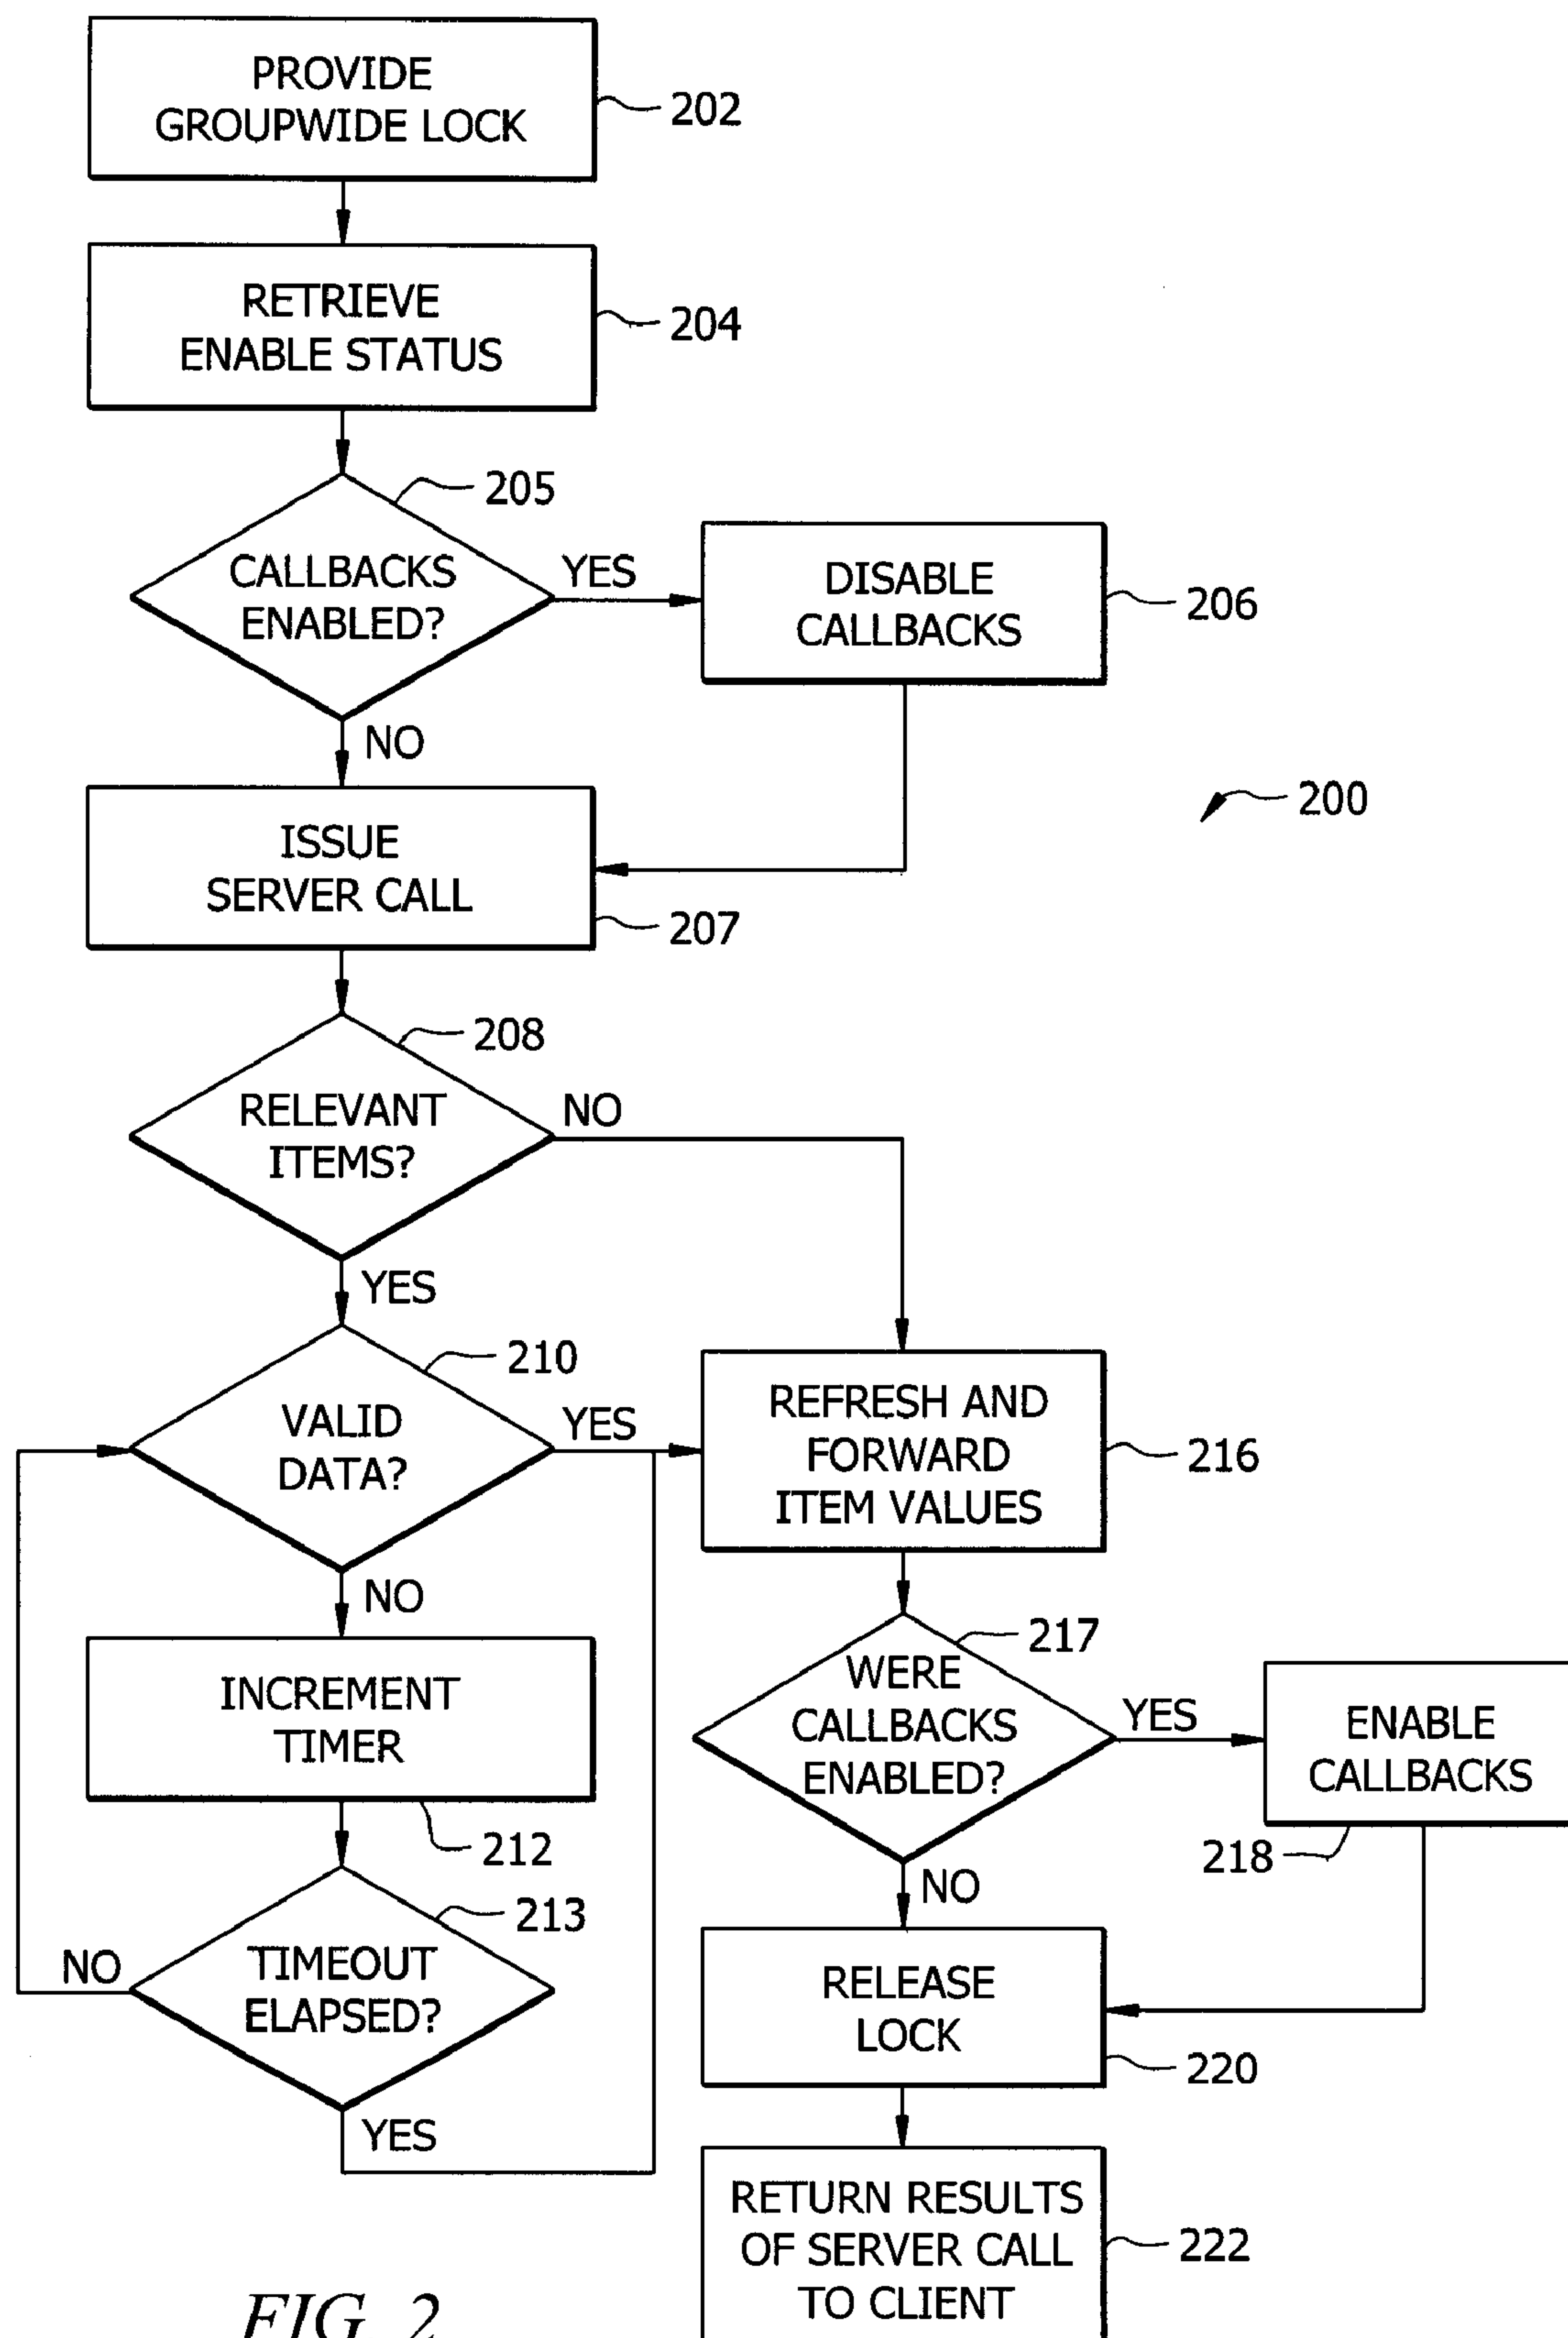 PROVIDE
GROUPWIDE LOCK
202
RETRIEVE
ENABLE STATUS
204
205
CALLBACKS
ENABLED?
YES
DISABLE
CALLBACKS
206
NO
200
ISSUE
SERVER CALL
207
208
RELEVANT
ITEMS?
NO
YES
210
VALID
DATA?
YES
REFRESH AND
FORWARD
ITEM VALUES
216
NO
INCREMENT
TIMER
212
217
WERE
CALLBACKS
ENABLED?
YES
ENABLE
CALLBACKS
218
NO
213
TIMEOUT
ELAPSED?
NO
YES
RELEASE
LOCK
220
RETURN RESULTS
OF SERVER CALL
TO CLIENT
222
FIG. 2